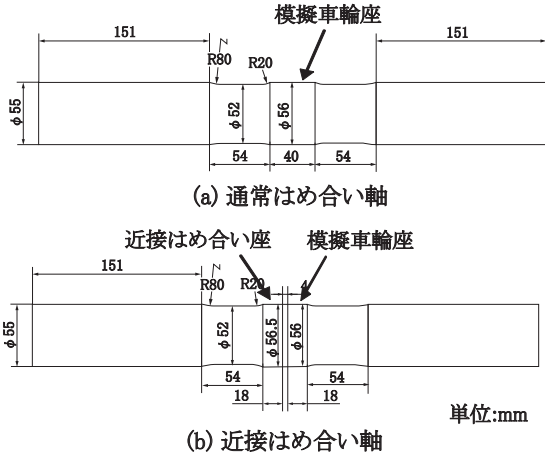 模擬車輪座
151
151
R80
R20
φ55
φ52
φ56
54
40
54
(a) 通常はめ合い軸
近接はめ合い座
模擬車輪座
151
R80
R20
4
φ55
φ52
φ56.5
φ56
54
54
18
18
単位:mm
(b) 近接はめ合い軸